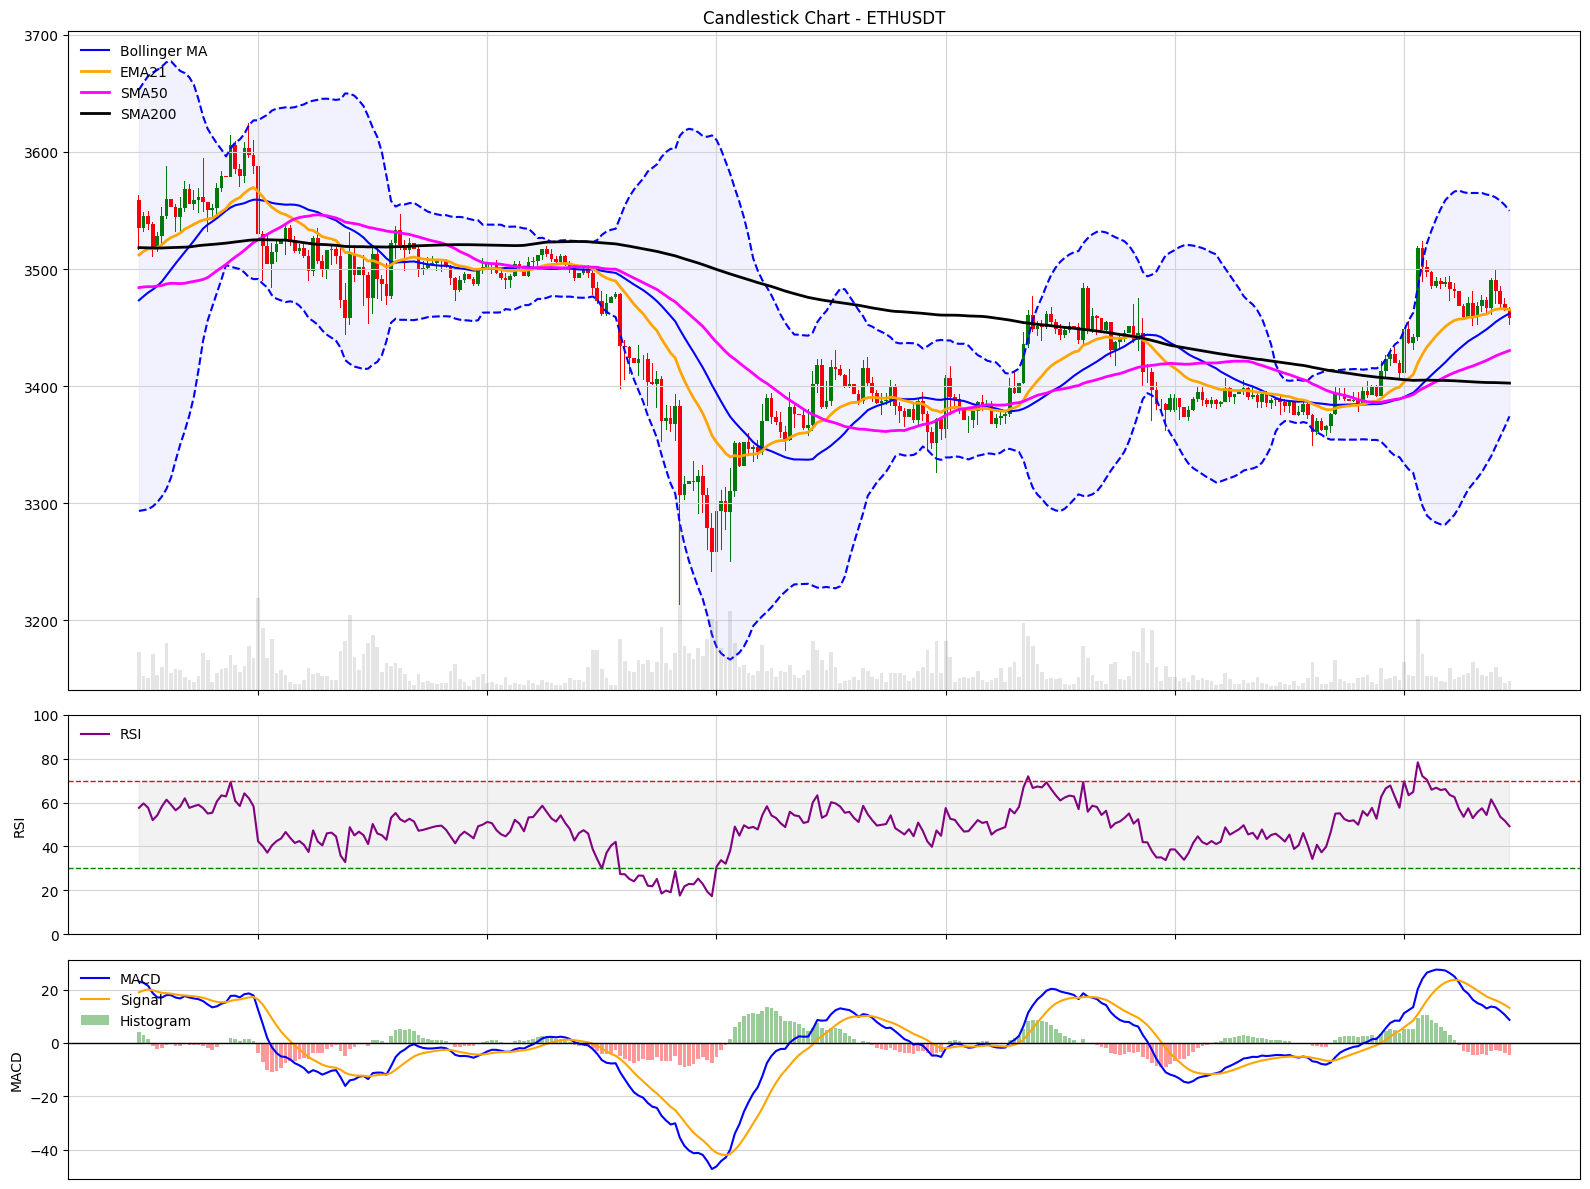 Candlestick Chart - ETHUSDT
3700
3600
3500
3400
3300
3200
Bollinger MA
EMA21
SMA50
SMA200
100
80
60
40
20
0
RSI
RSI
20
0
−20
−40
MACD
MACD
Signal
Histogram